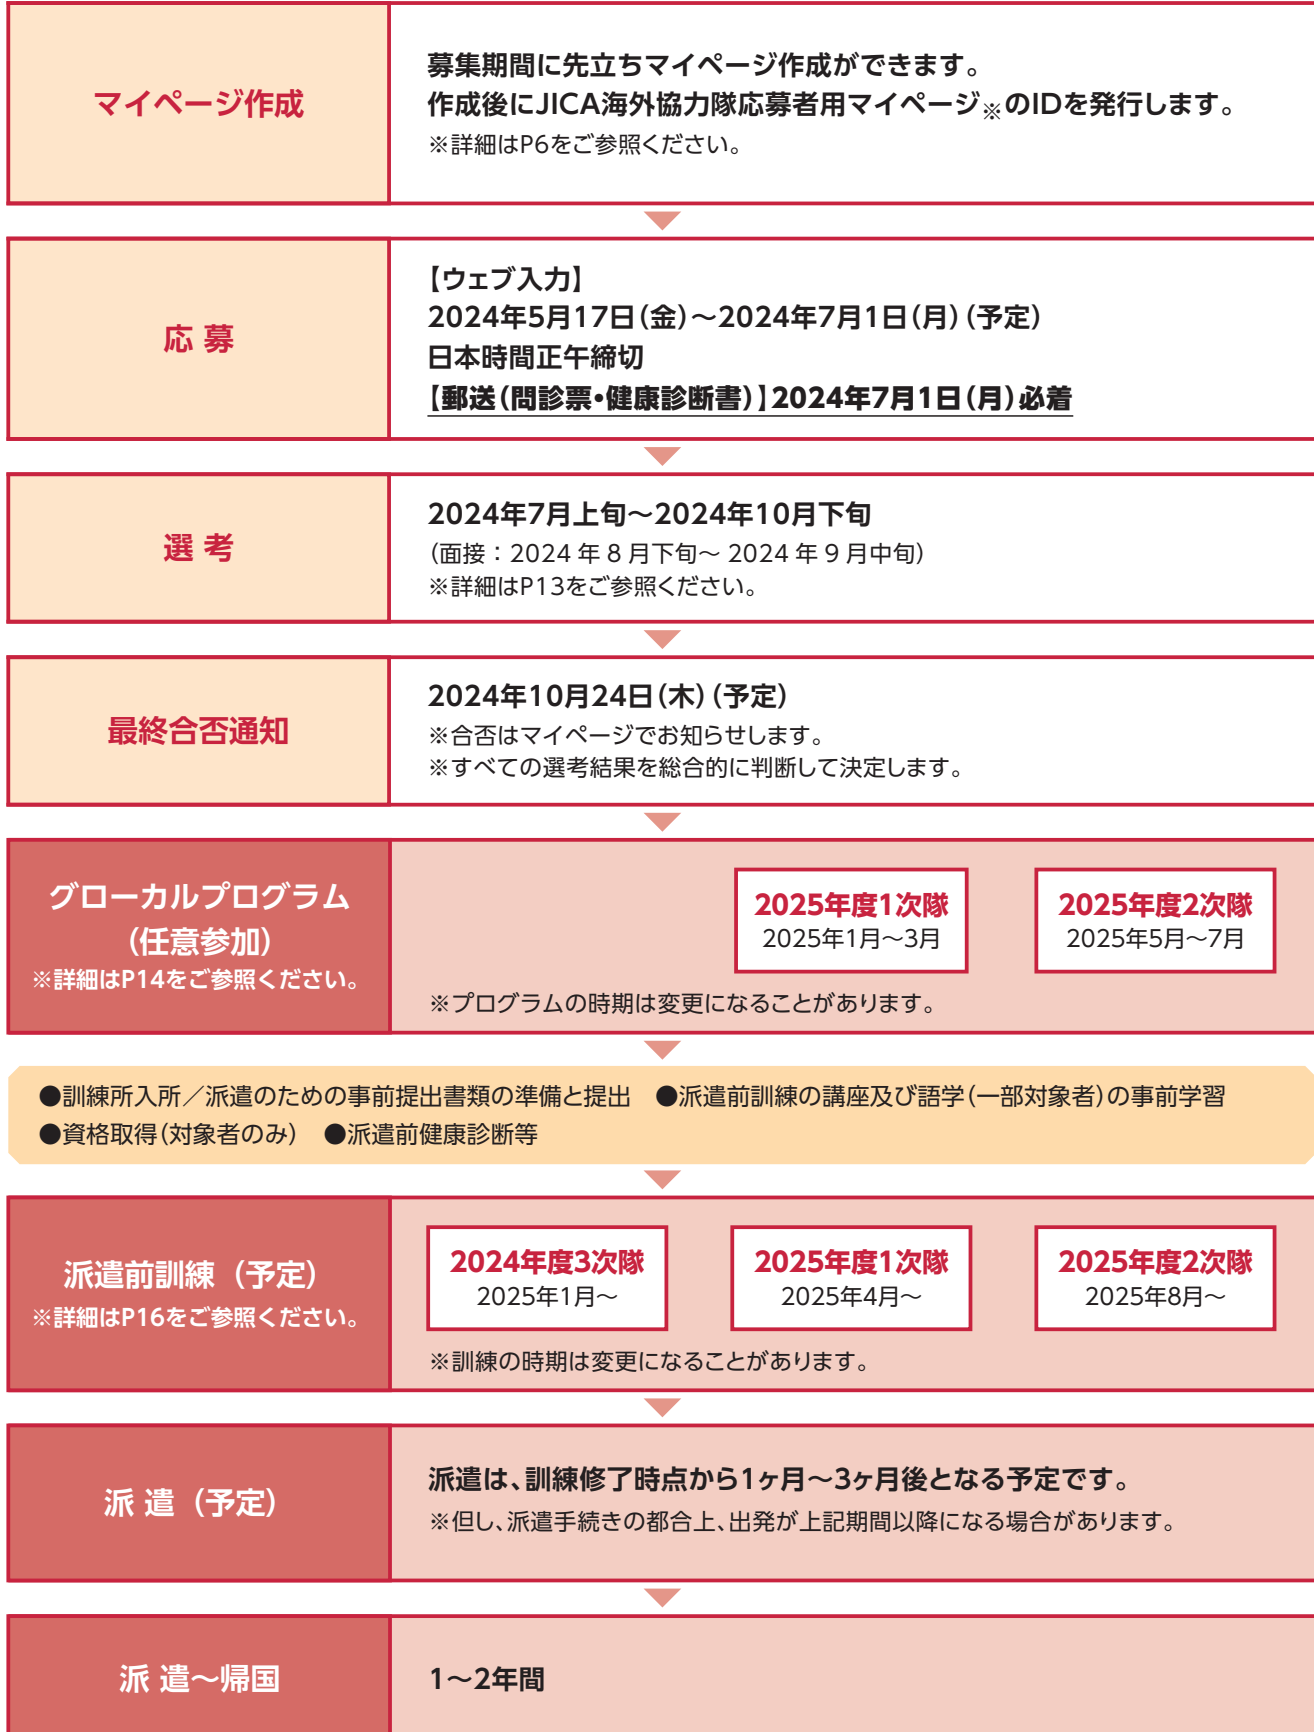 マイページ作成
募集期間に先立ちマイページ作成ができます。
作成後にJICA海外協力隊応募者用マイページ※のIDを発行します。
※詳細はP6をご参照ください。
応 募
【ウェブ入力】
2024年5月17日(金)～2024年7月1日(月)(予定)
日本時間正午締切
【郵送(問診票・健康診断書)】2024年7月1日(月)必着
選 考
2024年7月上旬～2024年10月下旬
(面接：2024年8月下旬～2024年9月中旬)
※詳細はP13をご参照ください。
最終合否通知
2024年10月24日(木)(予定)
※合否はマイページでお知らせします。
※すべての選考結果を総合的に判断して決定します。
グローカルプログラム
(任意参加)
※詳細はP14をご参照ください。
2025年度1次隊
2025年1月～3月
2025年度2次隊
2025年5月～7月
※プログラムの時期は変更になることがあります。
●訓練所入所／派遣のための事前提出書類の準備と提出 ●派遣前訓練の講座及び語学(一部対象者)の事前学習
●資格取得(対象者のみ) ●派遣前健康診断等
派遣前訓練(予定)
※詳細はP16をご参照ください。
2024年度3次隊
2025年1月～
2025年度1次隊
2025年4月～
2025年度2次隊
2025年8月～
※訓練の時期は変更になることがあります。
派 遣(予定)
派遣は、訓練修了時点から1ヶ月～3ヶ月後となる予定です。
※但し、派遣手続きの都合上、出発が上記期間以降になる場合があります。
派 遣～帰国
1～2年間